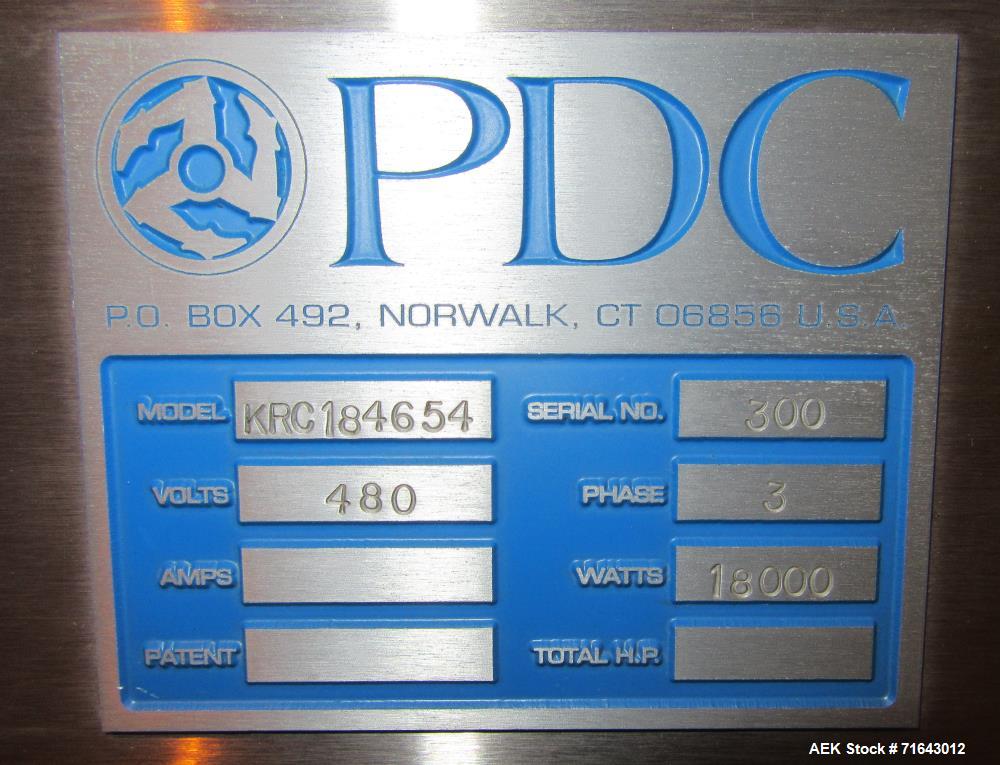 PDC
P.O. BOX 492, NORWALK, CT 06856 U.S.A.
MODEL KRC184654 SERIAL NO. 300
VOLTS 480 PHASE 3
AMPS WATTS 18000
PATENT TOTAL H.P.
AEK Stock # 71643012